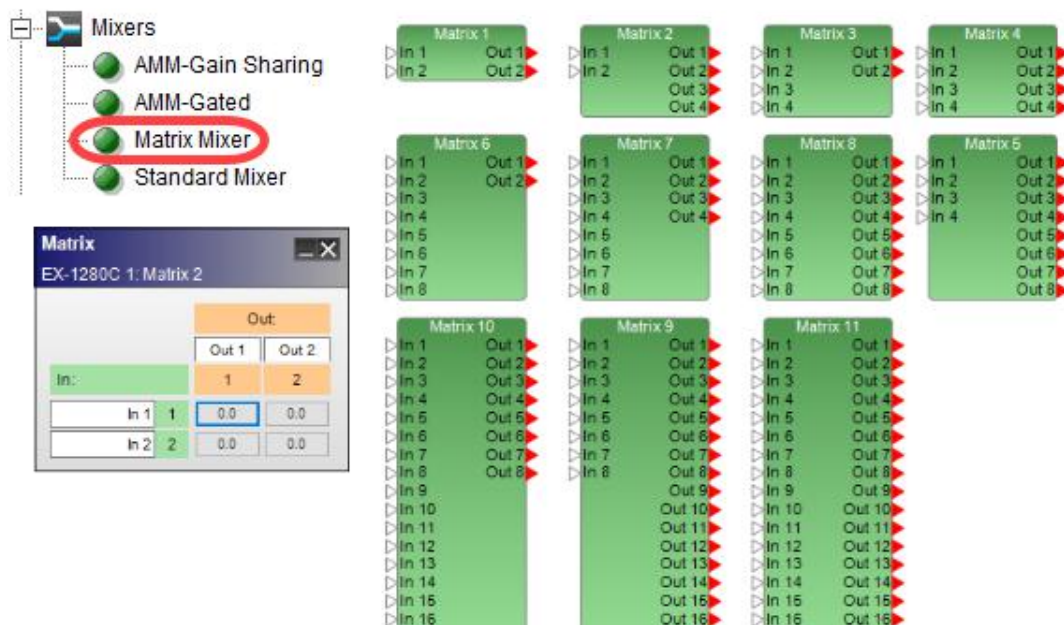 Mixers
AMM-Gain Sharing
AMM-Gated
Matrix Mixer
Standard Mixer
Matrix
EX-1280C 1: Matrix 2
Out:
Out 1 Out 2
In: 1 2
In 1 1 0.0 0.0
In 2 2 0.0 0.0
Matrix 1
In 1 Out 1
In 2 Out 2
Matrix 2
In 1 Out 1
In 2 Out 2
Out 3
Out 4
Matrix 3
In 1 Out 1
In 2 Out 2
In 3
In 4
Matrix 4
In 1 Out 1
In 2 Out 2
In 3 Out 3
In 4 Out 4
Matrix 6
In 1 Out 1
In 2 Out 2
In 3
In 4
In 5
In 6
In 7
In 8
Matrix 7
In 1 Out 1
In 2 Out 2
In 3 Out 3
In 4 Out 4
In 5
In 6
In 7
In 8
Matrix 8
In 1 Out 1
In 2 Out 2
In 3 Out 3
In 4 Out 4
In 5 Out 5
In 6 Out 6
In 7 Out 7
In 8 Out 8
Matrix 5
In 1 Out 1
In 2 Out 2
In 3 Out 3
In 4 Out 4
Out 5
Out 6
Out 7
Out 8
Matrix 10
In 1 Out 1
In 2 Out 2
In 3 Out 3
In 4 Out 4
In 5 Out 5
In 6 Out 6
In 7 Out 7
In 8 Out 8
In 9
In 10
In 11
In 12
In 13
In 14
In 15
In 16
Matrix 9
In 1 Out 1
In 2 Out 2
In 3 Out 3
In 4 Out 4
In 5 Out 5
In 6 Out 6
In 7 Out 7
In 8 Out 8
Out 9
Out 10
Out 11
Out 12
Out 13
Out 14
Out 15
Out 16
Matrix 11
In 1 Out 1
In 2 Out 2
In 3 Out 3
In 4 Out 4
In 5 Out 5
In 6 Out 6
In 7 Out 7
In 8 Out 8
In 9 Out 9
In 10 Out 10
In 11 Out 11
In 12 Out 12
In 13 Out 13
In 14 Out 14
In 15 Out 15
In 16 Out 16